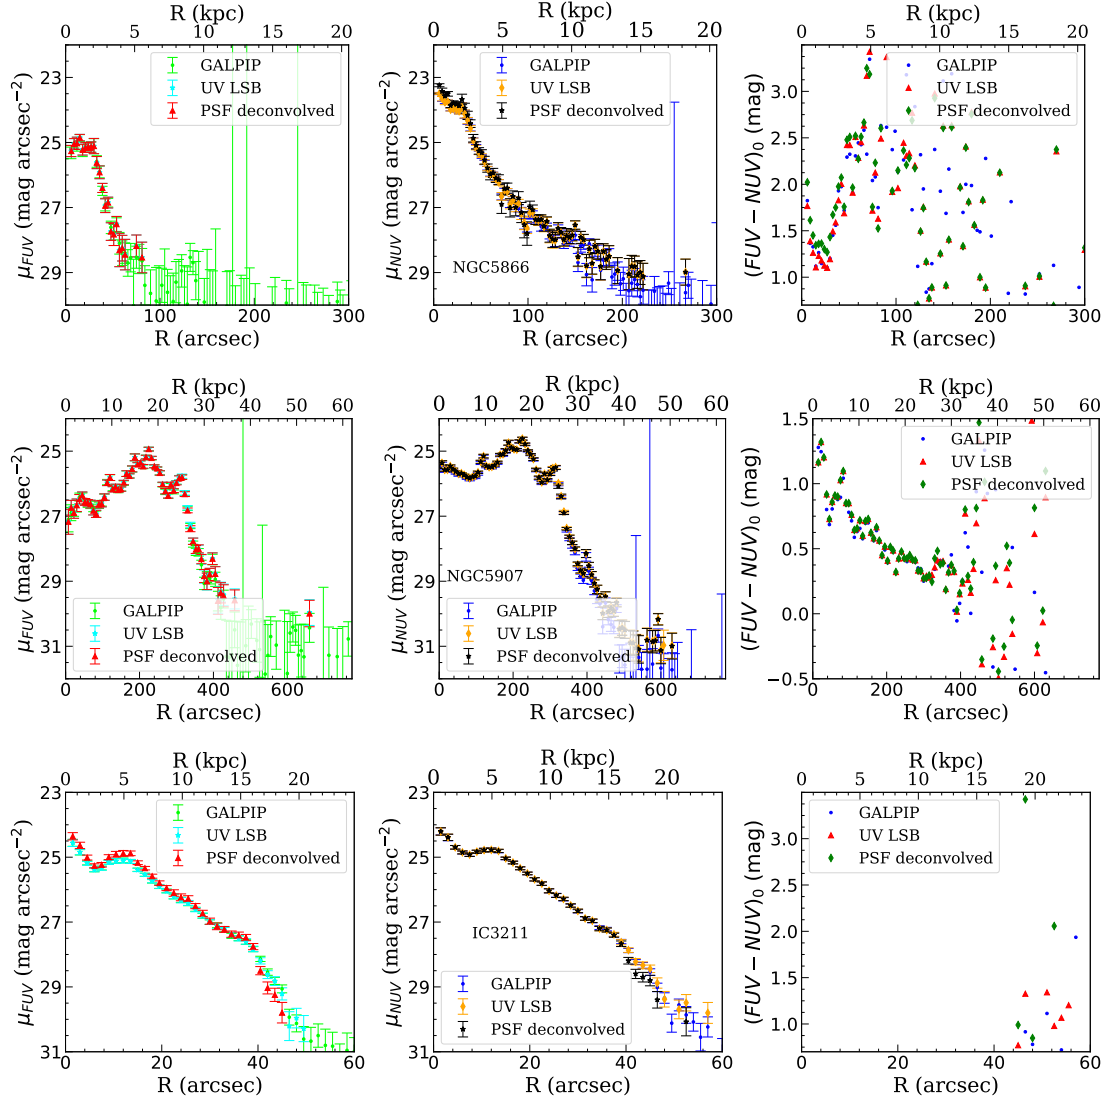 R (kpc)
0 5 10 15 20
23
25
27
29
μFUV (mag arcsec−2)
GALPIP
UV LSB
PSF deconvolved
0 100 200 300
R (arcsec)
R (kpc)
0 5 10 15 20
23
25
27
29
μNUV (mag arcsec−2)
GALPIP
UV LSB
PSF deconvolved
NGC5866
0 100 200 300
R (arcsec)
R (kpc)
0 5 10 15 20
3.0
2.5
2.0
1.5
1.0
(FUV − NUV)0 (mag)
GALPIP
UV LSB
PSF deconvolved
0 100 200 300
R (arcsec)
R (kpc)
0 10 20 30 40 50 60
25
27
29
31
μFUV (mag arcsec−2)
GALPIP
UV LSB
PSF deconvolved
0 200 400 600
R (arcsec)
R (kpc)
0 10 20 30 40 50 60
25
27
29
31
μNUV (mag arcsec−2)
NGC5907
GALPIP
UV LSB
PSF deconvolved
0 200 400 600
R (arcsec)
R (kpc)
0 10 20 30 40 50 60
1.5
1.0
0.5
0.0
−0.5
(FUV − NUV)0 (mag)
GALPIP
UV LSB
PSF deconvolved
0 200 400 600
R (arcsec)
R (kpc)
0 5 10 15 20
23
25
27
29
31
μFUV (mag arcsec−2)
GALPIP
UV LSB
PSF deconvolved
0 20 40 60
R (arcsec)
R (kpc)
0 5 10 15 20
23
25
27
29
31
μNUV (mag arcsec−2)
IC3211
GALPIP
UV LSB
PSF deconvolved
0 20 40 60
R (arcsec)
R (kpc)
0 5 10 15 20
3.0
2.5
2.0
1.5
1.0
(FUV − NUV)0 (mag)
GALPIP
UV LSB
PSF deconvolved
0 20 40 60
R (arcsec)